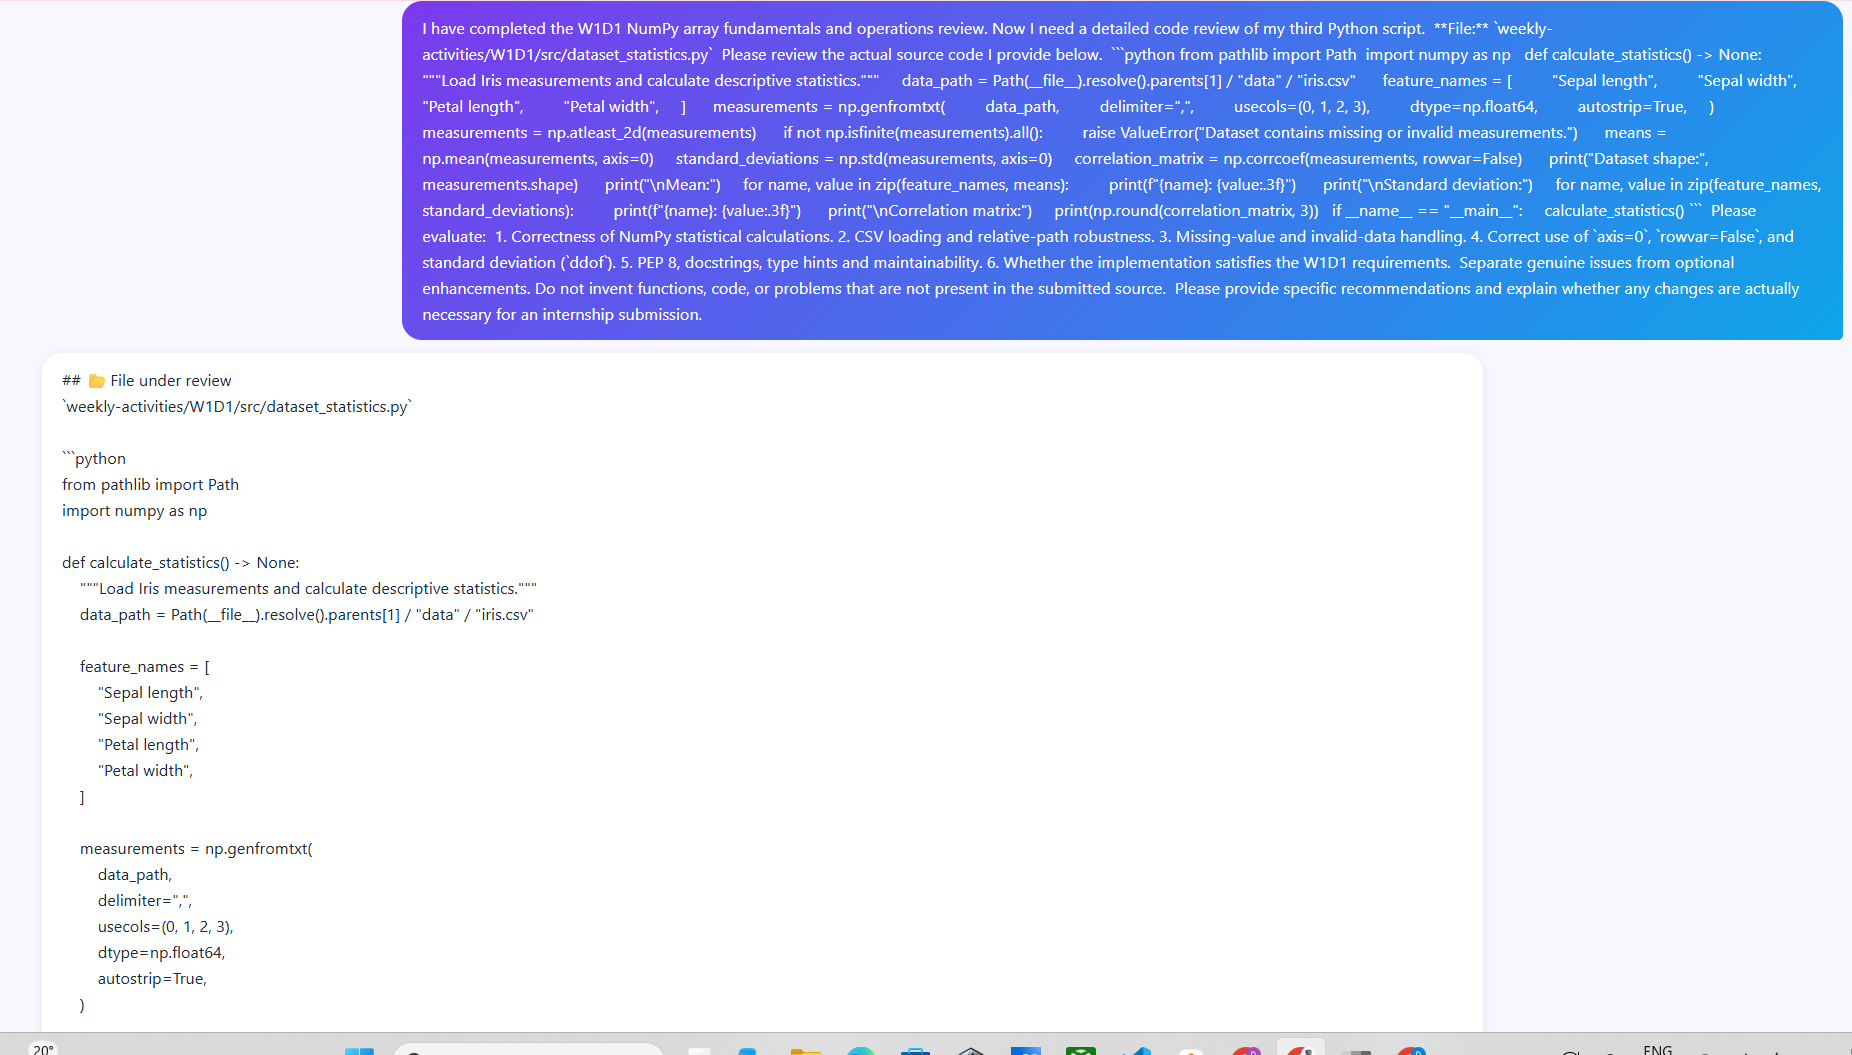 I have completed the W1D1 NumPy array fundamentals and operations review. Now I need a detailed code review of my third Python script.  **File:** `weekly-
activities/W1D1/src/dataset_statistics.py`  Please review the actual source code I provide below.  ```python from pathlib import Path  import numpy as np   def calculate_statistics() -> None:
"""Load Iris measurements and calculate descriptive statistics."""     data_path = Path(__file__).resolve().parents[1] / "data" / "iris.csv"      feature_names = [         "Sepal length",         "Sepal width",
"Petal length",         "Petal width",     ]      measurements = np.genfromtxt(         data_path,         delimiter=",",         usecols=(0, 1, 2, 3),         dtype=np.float64,         autostrip=True,     )
measurements = np.atleast_2d(measurements)      if not np.isfinite(measurements).all():         raise ValueError("Dataset contains missing or invalid measurements.")      means =
np.mean(measurements, axis=0)     standard_deviations = np.std(measurements, axis=0)     correlation_matrix = np.corrcoef(measurements, rowvar=False)      print("Dataset shape:",
measurements.shape)      print("\nMean:")     for name, value in zip(feature_names, means):         print(f"{name}: {value:.3f}")      print("\nStandard deviation:")     for name, value in zip(feature_names,
standard_deviations):         print(f"{name}: {value:.3f}")      print("\nCorrelation matrix:")     print(np.round(correlation_matrix, 3))   if __name__ == "__main__":     calculate_statistics() ```  Please
evaluate:  1. Correctness of NumPy statistical calculations. 2. CSV loading and relative-path robustness. 3. Missing-value and invalid-data handling. 4. Correct use of `axis=0`, `rowvar=False`, and
standard deviation (`ddof`). 5. PEP 8, docstrings, type hints and maintainability. 6. Whether the implementation satisfies the W1D1 requirements.  Separate genuine issues from optional
enhancements. Do not invent functions, code, or problems that are not present in the submitted source.  Please provide specific recommendations and explain whether any changes are actually
necessary for an internship submission.
## 📂 File under review
`weekly-activities/W1D1/src/dataset_statistics.py`
```python
from pathlib import Path
import numpy as np
def calculate_statistics() -> None:
"""Load Iris measurements and calculate descriptive statistics."""
data_path = Path(__file__).resolve().parents[1] / "data" / "iris.csv"
feature_names = [
"Sepal length",
"Sepal width",
"Petal length",
"Petal width",
]
measurements = np.genfromtxt(
data_path,
delimiter=",",
usecols=(0, 1, 2, 3),
dtype=np.float64,
autostrip=True,
)
20°
ENG